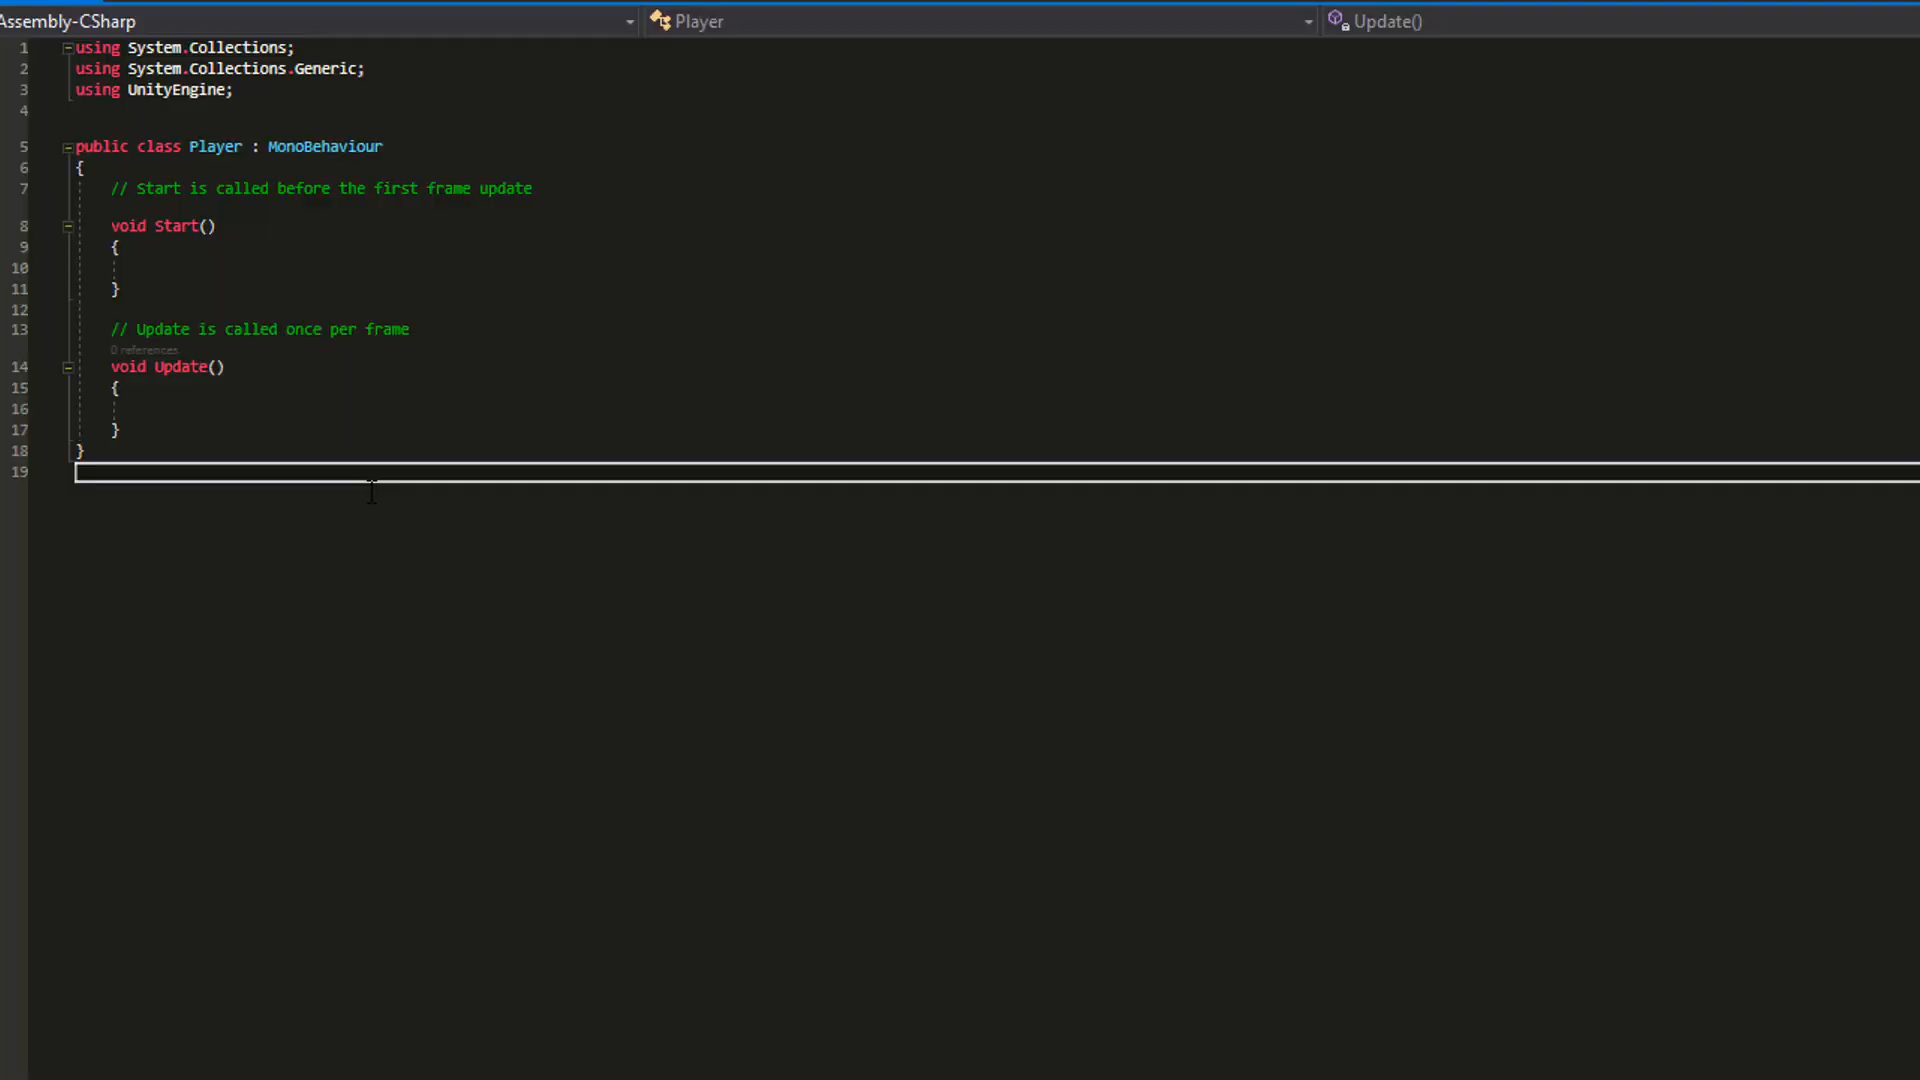 Assembly-CSharp Player Update()
1 using System.Collections;
2 using System.Collections.Generic;
3 using UnityEngine;
4
5 public class Player : MonoBehaviour
6 {
7 // Start is called before the first frame update
8 void Start()
9 {
10
11 }
12
13 // Update is called once per frame
0 references
14 void Update()
15 {
16
17 }
18 }
19